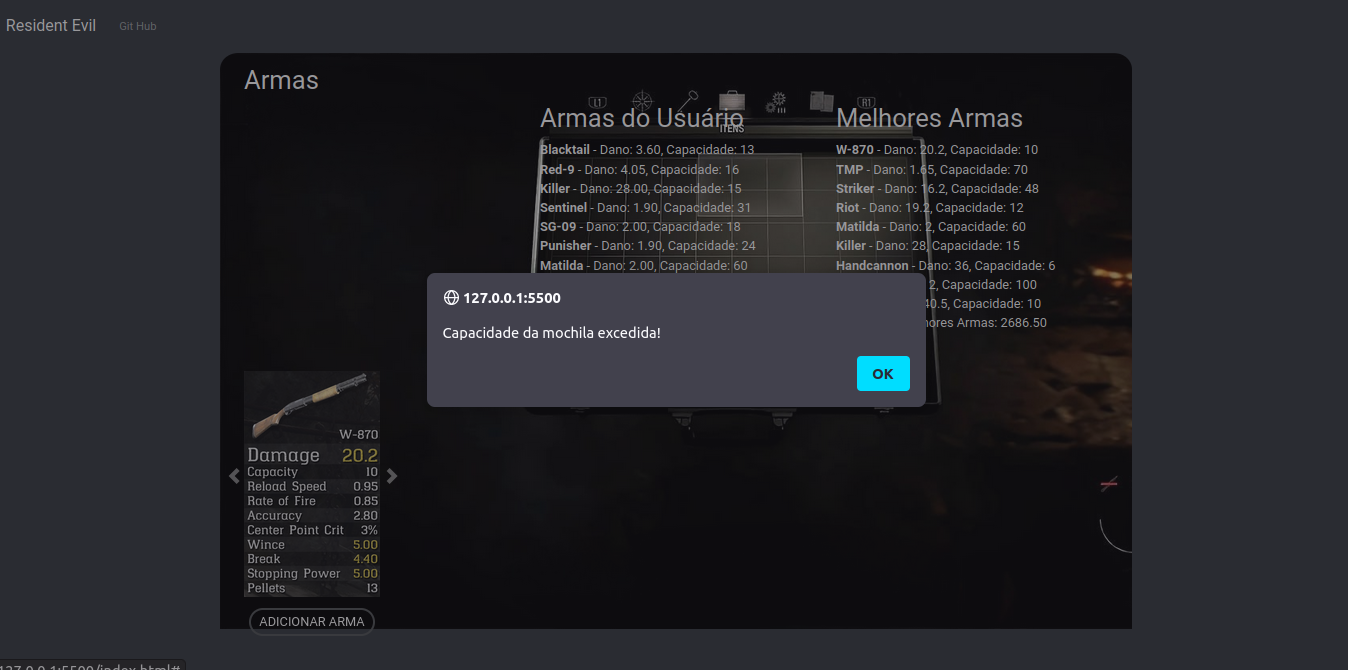 Resident Evil Git Hub
Armas
L1 R1
ITENS
Armas do Usuário
Blacktail - Dano: 3.60, Capacidade: 13
Red-9 - Dano: 4.05, Capacidade: 16
Killer - Dano: 28.00, Capacidade: 15
Sentinel - Dano: 1.90, Capacidade: 31
SG-09 - Dano: 2.00, Capacidade: 18
Punisher - Dano: 1.90, Capacidade: 24
Matilda - Dano: 2.00, Capacidade: 60
Melhores Armas
W-870 - Dano: 20.2, Capacidade: 10
TMP - Dano: 1.65, Capacidade: 70
Striker - Dano: 16.2, Capacidade: 48
Riot - Dano: 19.2, Capacidade: 12
Matilda - Dano: 2, Capacidade: 60
Killer - Dano: 28, Capacidade: 15
Handcannon - Dano: 36, Capacidade: 6
2, Capacidade: 100
40.5, Capacidade: 10
Armas: 2686.50
127.0.0.1:5500
Capacidade da mochila excedida!
OK
W-870
Damage 20.2
Capacity 10
Reload Speed 0.95
Rate of Fire 0.85
Accuracy 2.80
Center Point Crit 3%
Wince 5.00
Break 4.40
Stopping Power 5.00
Pellets 13
ADICIONAR ARMA
127.0.0.1:5500/index.html#